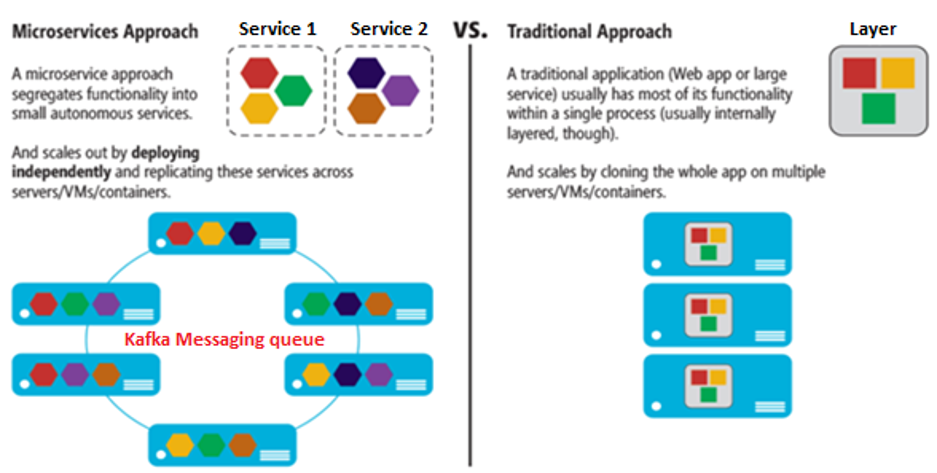 Microservices Approach
Service 1
Service 2
A microservice approach
segregates functionality into
small autonomous services.
And scales out by deploying
independently and replicating these services across
servers/VMs/containers.
Kafka Messaging queue
VS.
Traditional Approach
Layer
A traditional application (Web app or large
service) usually has most of its functionality
within a single process (usually internally
layered, though).
And scales by cloning the whole app on multiple
servers/VMs/containers.